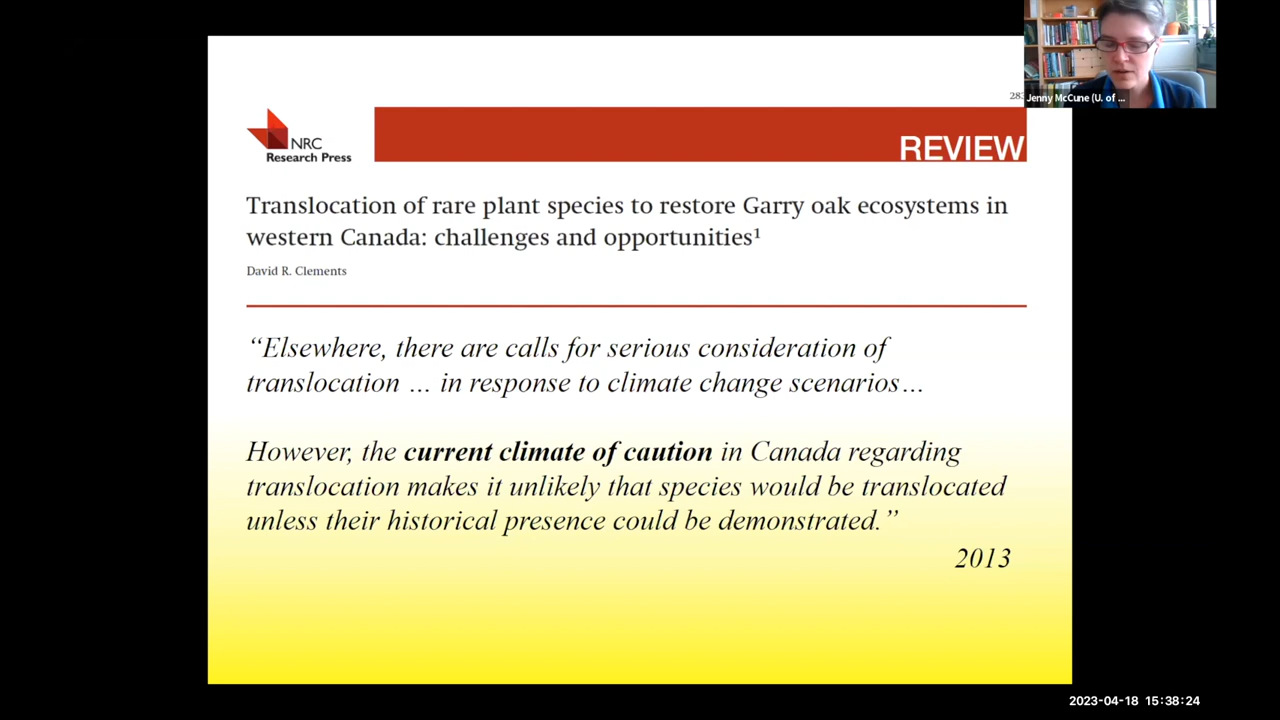 283
Jenny McCune (U. of ...
NRC
Research Press
REVIEW
Translocation of rare plant species to restore Garry oak ecosystems in
western Canada: challenges and opportunities¹
David R. Clements
“Elsewhere, there are calls for serious consideration of
translocation ... in response to climate change scenarios...
However, the current climate of caution in Canada regarding
translocation makes it unlikely that species would be translocated
unless their historical presence could be demonstrated.”
2013
2023-04-18 15:38:24